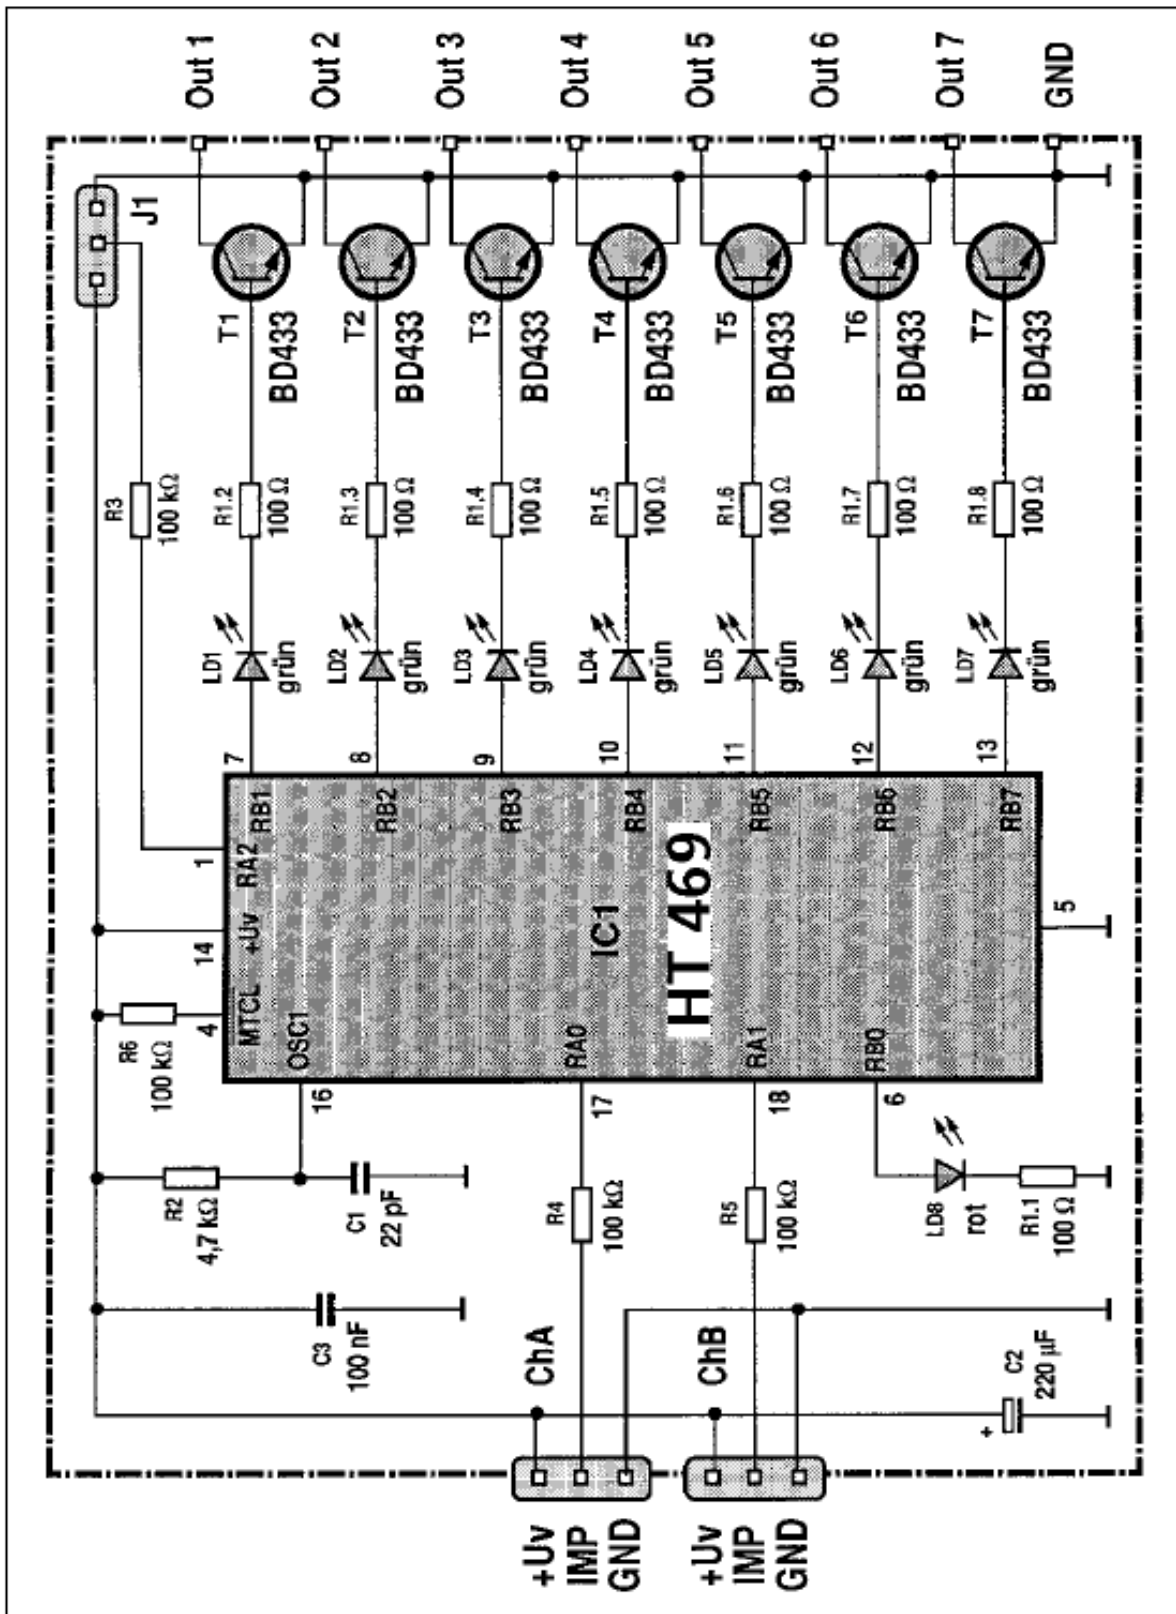 Out 1
Out 2
Out 3
Out 4
Out 5
Out 6
Out 7
GND
J1
T1
BD433
T2
BD433
T3
BD433
T4
BD433
T5
BD433
T6
BD433
T7
BD433
R3
100 kΩ
R1.2
100 Ω
R1.3
100 Ω
R1.4
100 Ω
R1.5
100 Ω
R1.6
100 Ω
R1.7
100 Ω
R1.8
100 Ω
LD1
grün
LD2
grün
LD3
grün
LD4
grün
LD5
grün
LD6
grün
LD7
grün
7
8
9
10
11
12
13
RB1
RB2
RB3
RB4
RB5
RB6
RB7
1
RA2
14
+Uv
4
MTCL
OSC1
IC1
HT 469
RA0
RA1
RB0
5
R6
100 kΩ
16
17
18
6
R2
4,7 kΩ
C1
22 pF
R4
100 kΩ
R5
100 kΩ
LD8
rot
R1.1
100 Ω
C3
100 nF
ChA
ChB
C2
220 µF
+
+Uv
IMP
GND
+Uv
IMP
GND